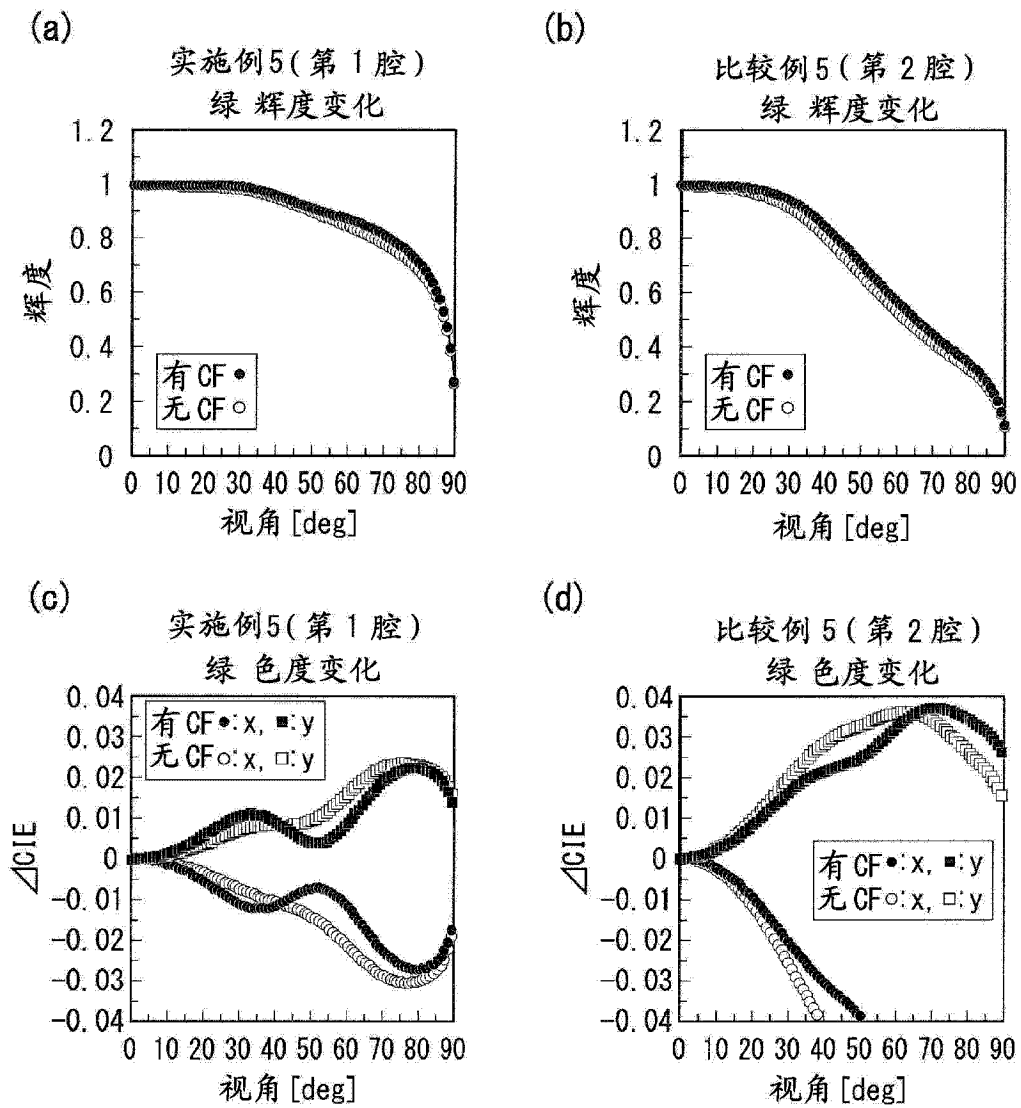 (a)
实施例5(第1腔)
绿 辉度变化
1.2
1
0.8
0.6
0.4
0.2
0
辉度
有CF ●
无CF ○
0 10 20 30 40 50 60 70 80 90
视角[deg]
(b)
比较例5(第2腔)
绿 辉度变化
1.2
1
0.8
0.6
0.4
0.2
0
辉度
有CF ●
无CF ○
0 10 20 30 40 50 60 70 80 90
视角[deg]
(c)
实施例5(第1腔)
绿 色度变化
0.04
0.03
0.02
0.01
0
-0.01
-0.02
-0.03
-0.04
⊿CIE
有CF●:x, ■:y
无CF○:x, □:y
0 10 20 30 40 50 60 70 80 90
视角[deg]
(d)
比较例5(第2腔)
绿 色度变化
0.04
0.03
0.02
0.01
0
-0.01
-0.02
-0.03
-0.04
⊿CIE
有CF●:x, ■:y
无CF○:x, □:y
0 10 20 30 40 50 60 70 80 90
视角[deg]